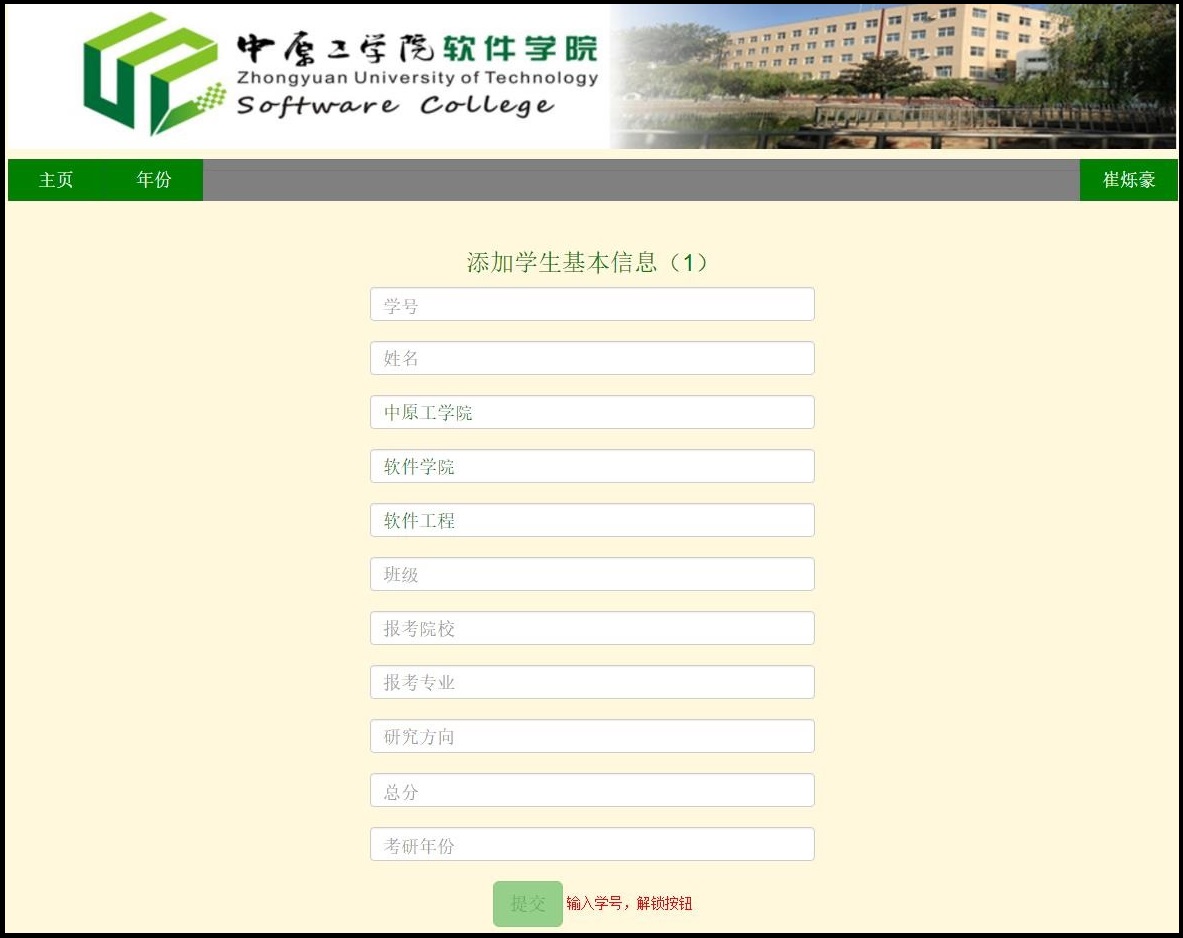 中原工学院软件学院
Zhongyuan University of Technology
Software College
主页 年份 崔烁豪
添加学生基本信息（1）
学号
姓名
中原工学院
软件学院
软件工程
班级
报考院校
报考专业
研究方向
总分
考研年份
提交 输入学号，解锁按钮